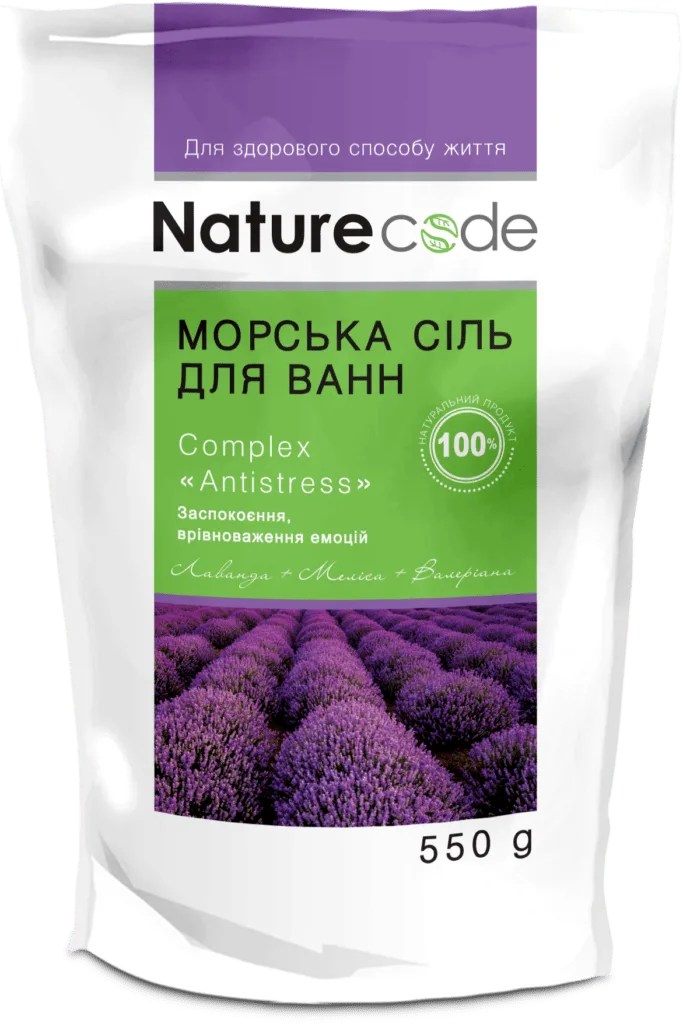 Для здорового способу життя
Nature code
МОРСЬКА СІЛЬ
ДЛЯ ВАНН
НАТУРАЛЬНИЙ ПРОДУКТ
100%
Complex
«Antistress»
Заспокоєння,
врівноваження емоцій
Лаванда + Меліса + Валеріана
550 g